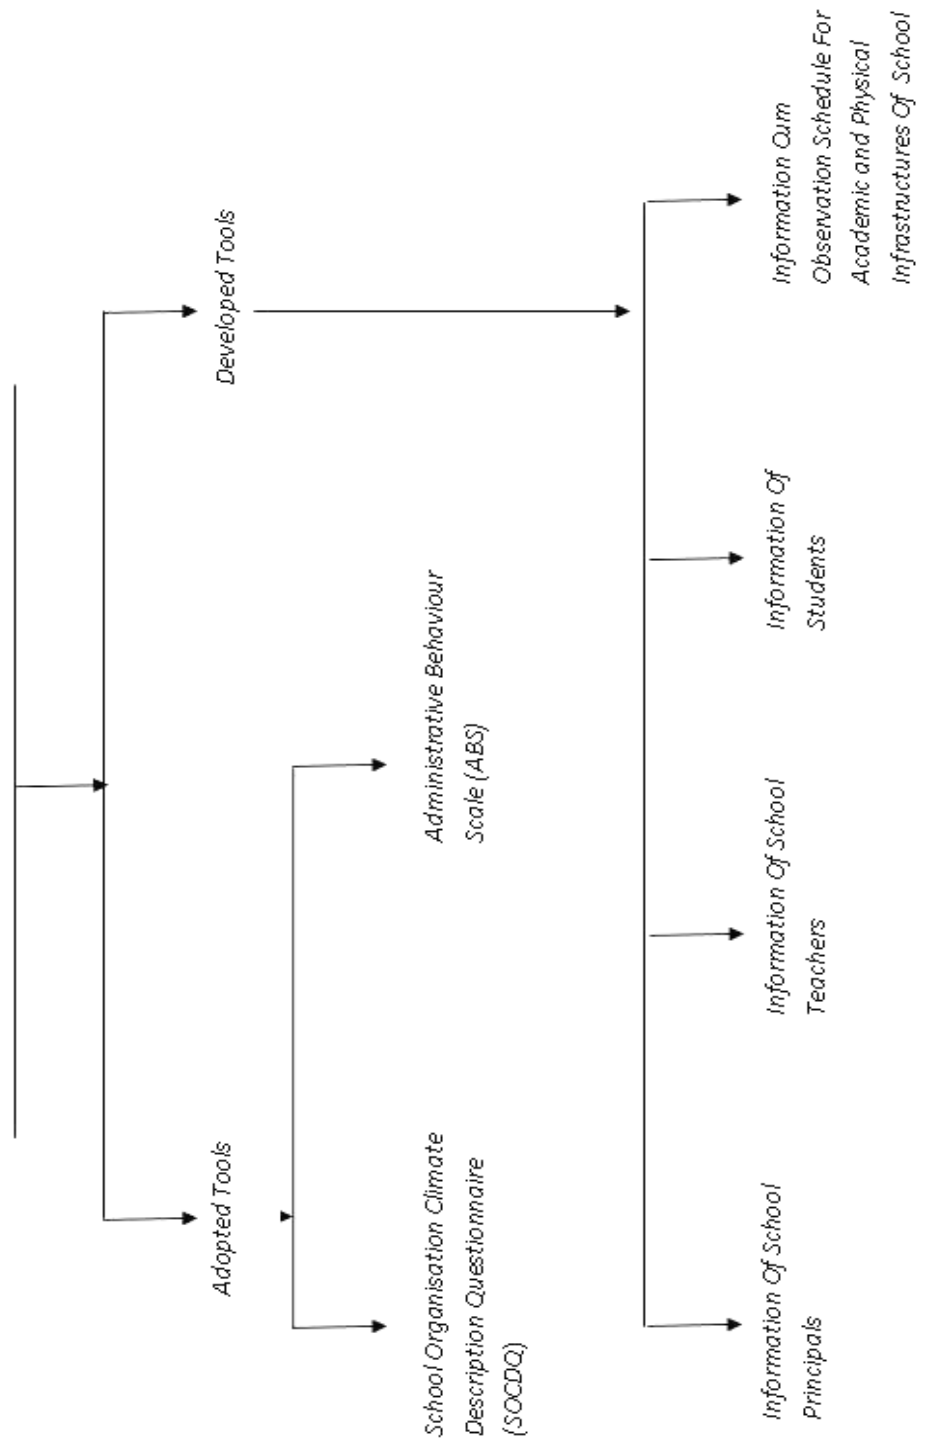 Adopted Tools
Developed Tools
School Organisation Climate
Description Questionnaire
(SOCDQ)
Administrative Behaviour
Scale (ABS)
Information Of School
Principals
Information Of School
Teachers
Information Of
Students
Information Cum
Observation Schedule For
Academic and Physical
Infrastructures Of School